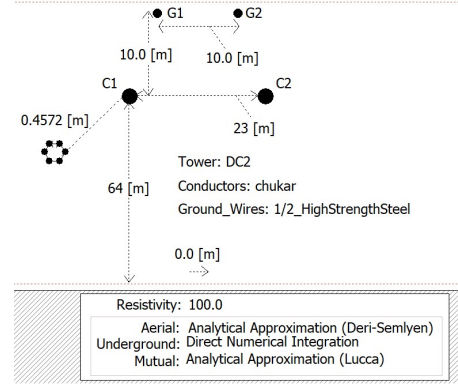 G1 G2
10.0 [m] 10.0 [m]
C1 C2
0.4572 [m]
23 [m]
Tower: DC2
64 [m]
Conductors: chukar
Ground_Wires: 1/2_HighStrengthSteel
0.0 [m]
Resistivity: 100.0
Aerial: Analytical Approximation (Deri-Semlyen)
Underground: Direct Numerical Integration
Mutual: Analytical Approximation (Lucca)